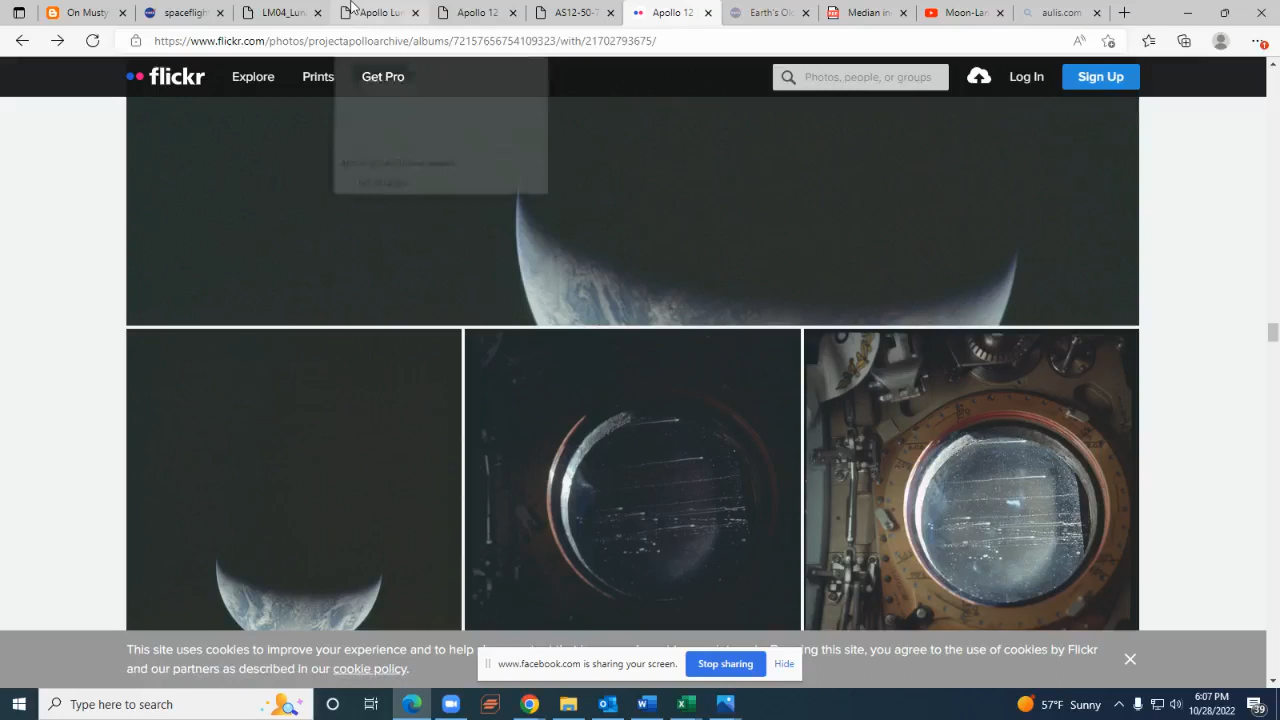 On Musty
spaceflight
LM04_Lun
Apollo Lun
Apollo 12
AS12-50-7
Apollo 12
Earth's Ol
Median in
Moon-Lan
aulis.com
https://www.flickr.com/photos/projectapolloarchive/albums/72157656754109323/with/21702793675/
flickr
Explore
Prints
Get Pro
Photos, people, or groups
Log In
Sign Up
This site uses cookies to improve your experience and to help
ing this site, you agree to the use of cookies by Flickr
and our partners as described in our cookie policy.
www.facebook.com is sharing your screen.
Stop sharing
Hide
Type here to search
57°F Sunny
6:07 PM
10/28/2022
39